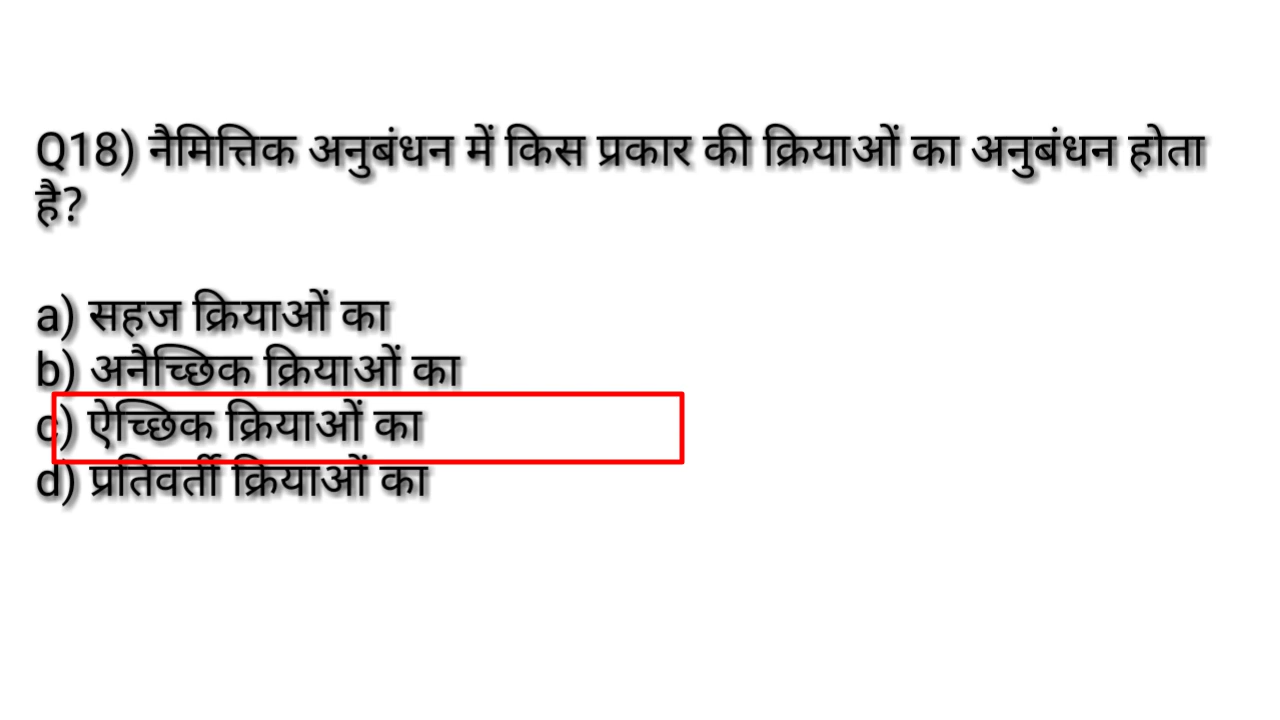 Q18) नैमित्तिक अनुबंधन में किस प्रकार की क्रियाओं का अनुबंधन होता
है?
a) सहज क्रियाओं का
b) अनैच्छिक क्रियाओं का
c) ऐच्छिक क्रियाओं का
d) प्रतिवर्ती क्रियाओं का